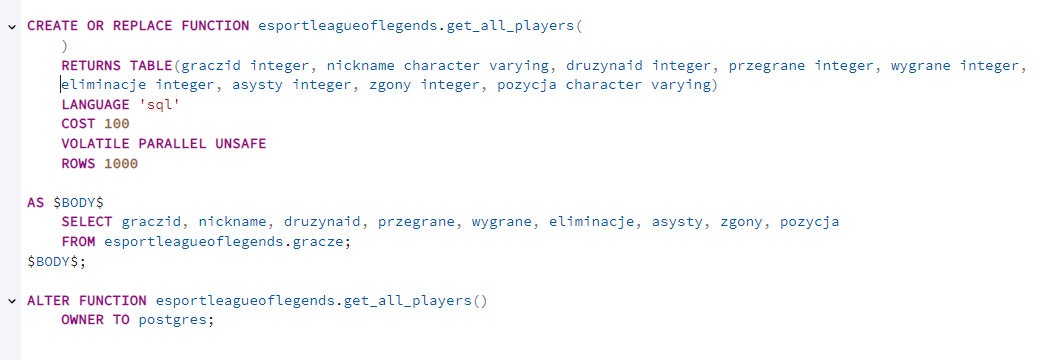 CREATE OR REPLACE FUNCTION esportleagueoflegends.get_all_players(
)
RETURNS TABLE(graczid integer, nickname character varying, druzynaid integer, przegrane integer, wygrane integer,
eliminacje integer, asysty integer, zgony integer, pozycja character varying)
LANGUAGE 'sql'
COST 100
VOLATILE PARALLEL UNSAFE
ROWS 1000
AS $BODY$
SELECT graczid, nickname, druzynaid, przegrane, wygrane, eliminacje, asysty, zgony, pozycja
FROM esportleagueoflegends.gracze;
$BODY$;
ALTER FUNCTION esportleagueoflegends.get_all_players()
OWNER TO postgres;